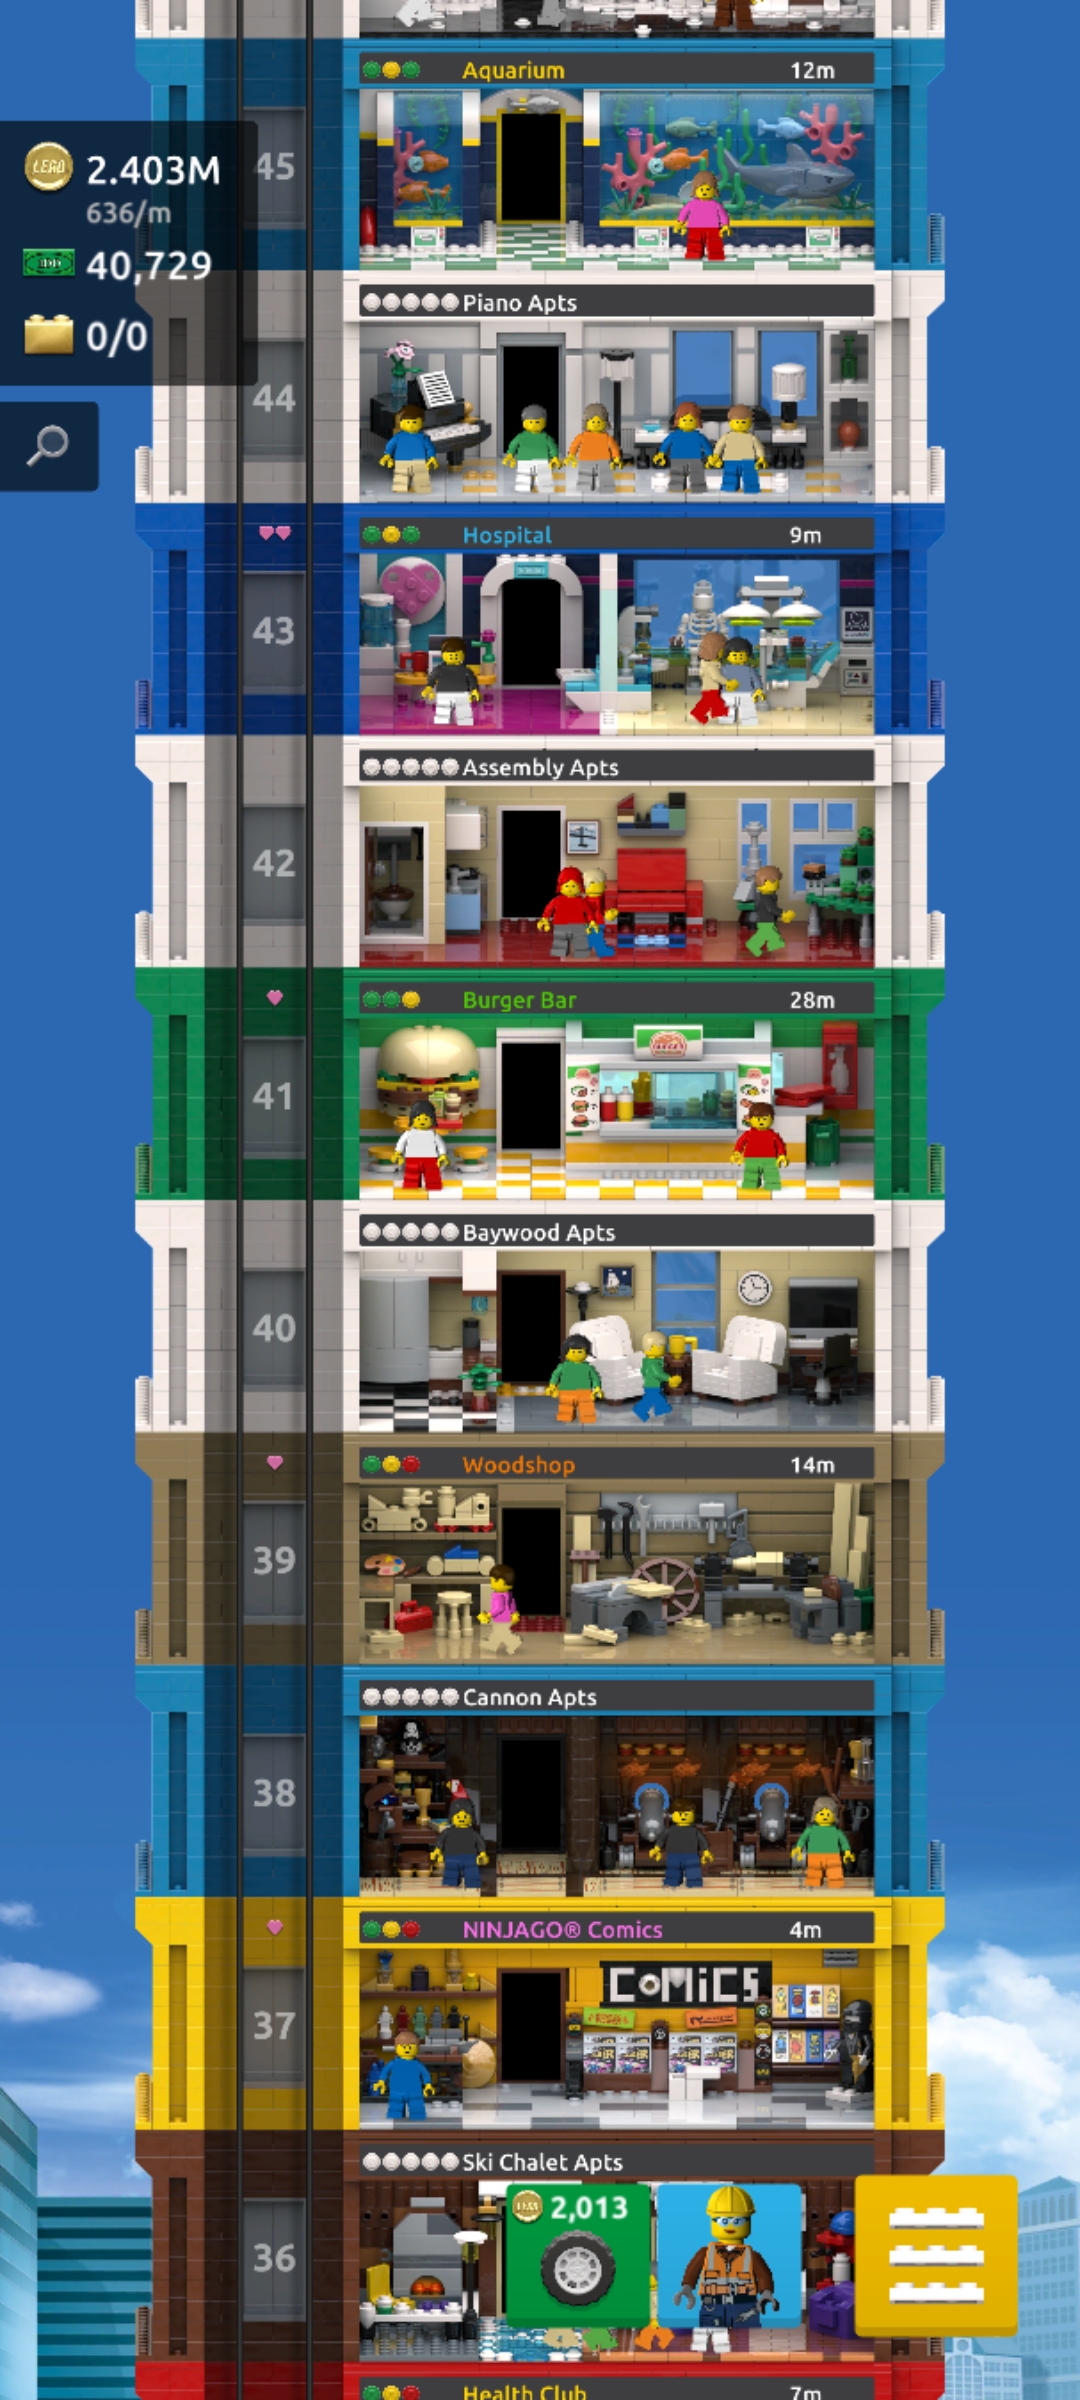 Aquarium 12m
LEGO 2.403M
45
636/m
40,729
0/0
Piano Apts
44
Hospital 9m
43
Assembly Apts
42
Burger Bar 28m
41
Baywood Apts
40
Woodshop 14m
39
Cannon Apts
38
NINJAGO® Comics 4m
COMiCS
37
Ski Chalet Apts
2,013
36
Health Club 7m